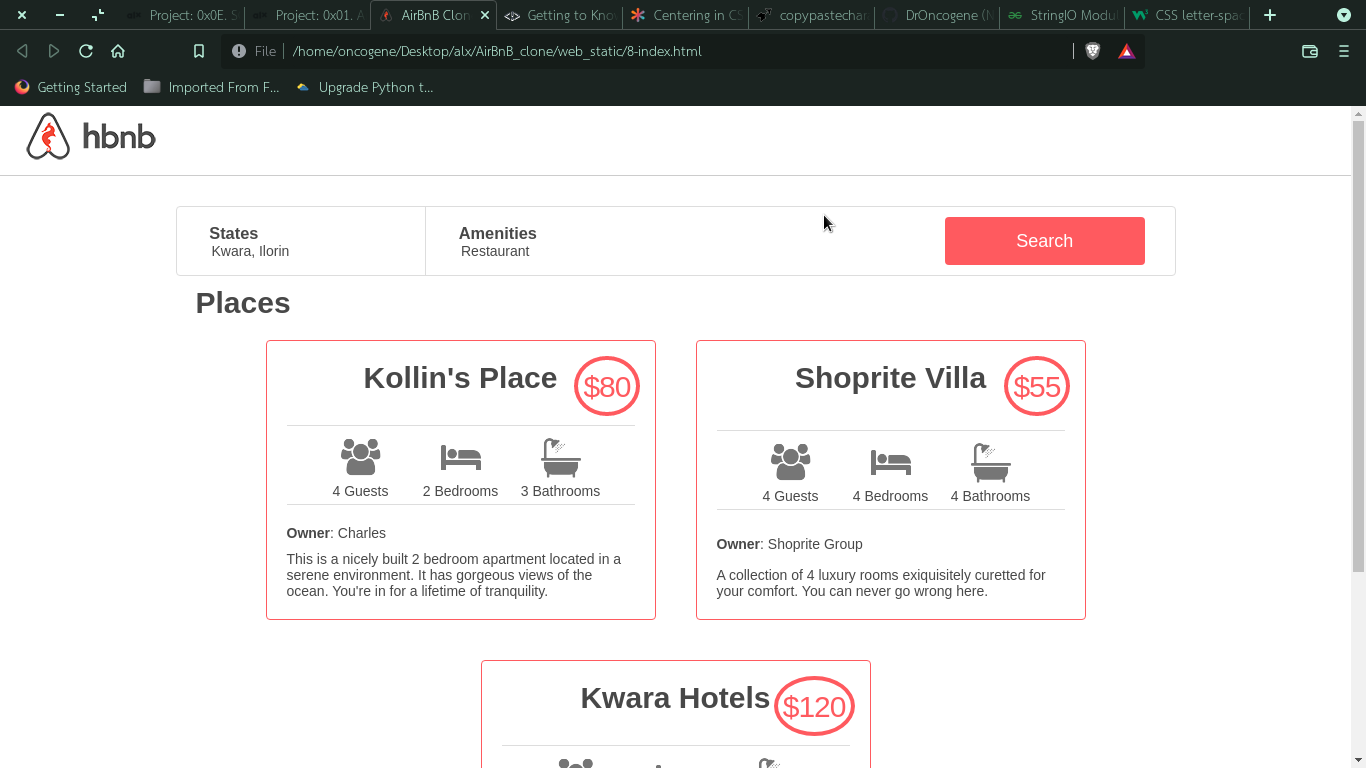 Project: 0x0E. S
Project: 0x01. A
AirBnB Clon
Getting to Kno
Centering in CS
copypastechar
DrOncogene (N
StringIO Modu
CSS letter-spac
File /home/oncogene/Desktop/alx/AirBnB_clone/web_static/8-index.html
Getting Started Imported From F... Upgrade Python t...
hbnb
States
Kwara, Ilorin
Amenities
Restaurant
Search
Places
Kollin's Place $80
4 Guests 2 Bedrooms 3 Bathrooms
Owner: Charles
This is a nicely built 2 bedroom apartment located in a
serene environment. It has gorgeous views of the
ocean. You're in for a lifetime of tranquility.
Shoprite Villa $55
4 Guests 4 Bedrooms 4 Bathrooms
Owner: Shoprite Group
A collection of 4 luxury rooms exiquisitely curetted for
your comfort. You can never go wrong here.
Kwara Hotels $120